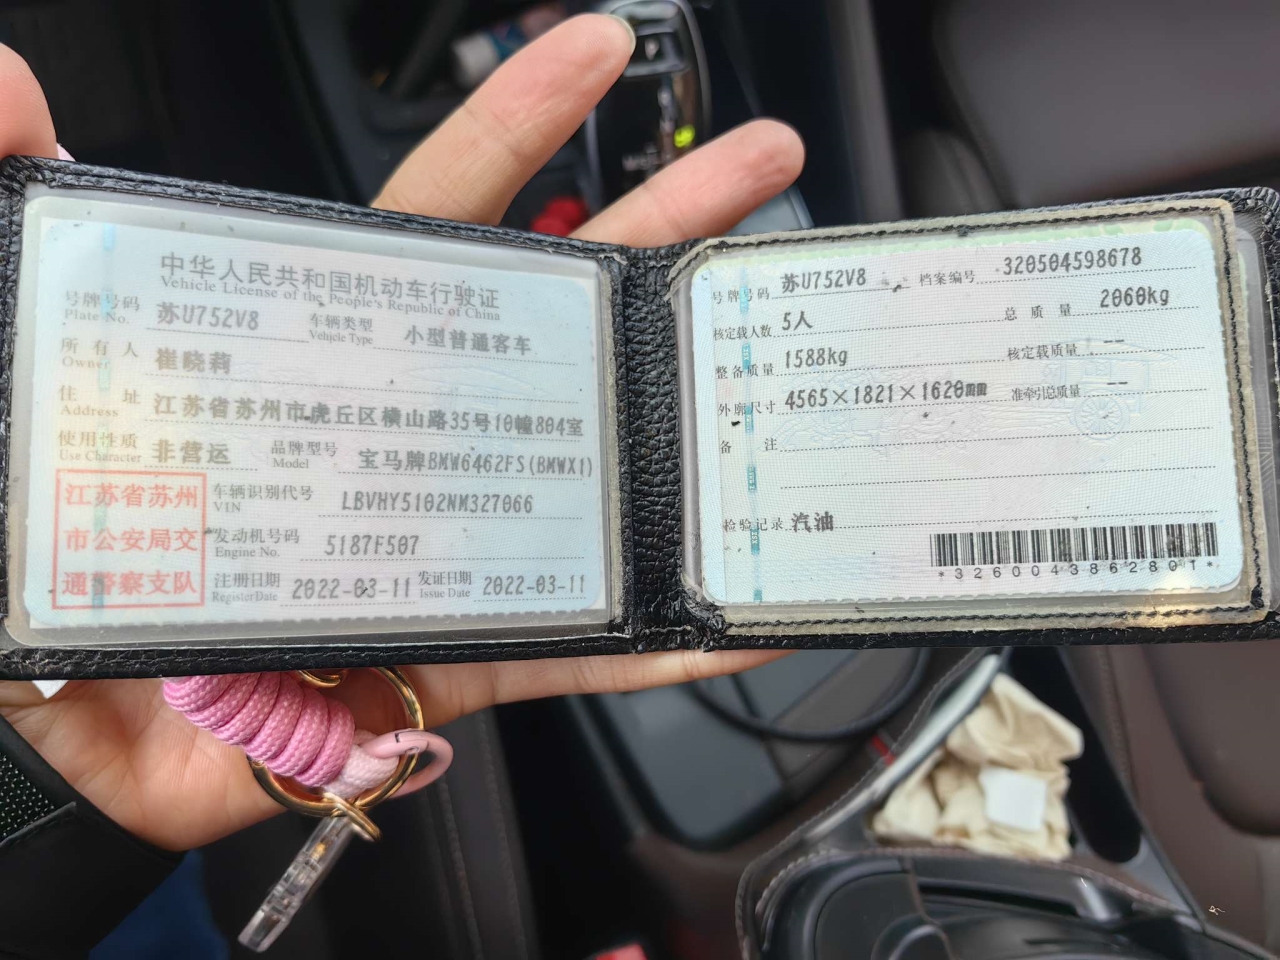 中华人民共和国机动车行驶证
Vehicle License of the People's Republic of China
号牌号码 Plate No. 苏U752V8 车辆类型 Vehicle Type 小型普通客车
所有人 Owner 崔晓莉
住址 Address 江苏省苏州市虎丘区横山路35号10幢804室
使用性质 Use Character 非营运 品牌型号 Model 宝马牌BMW6462FS(BMWX1)
江苏省苏州
市公安局交
通警察支队
车辆识别代号 VIN LBVHY5102NM327066
发动机号码 Engine No. 5187F507
注册日期 Register Date 2022-03-11 发证日期 Issue Date 2022-03-11
号牌号码 苏U752V8 档案编号 320504598678
核定载人数 5人 总质量 2060kg
整备质量 1588kg 核定载质量 --
外廓尺寸 4565×1821×1620mm 准牵引总质量 --
备注
检验记录 汽油
*3260043862801*